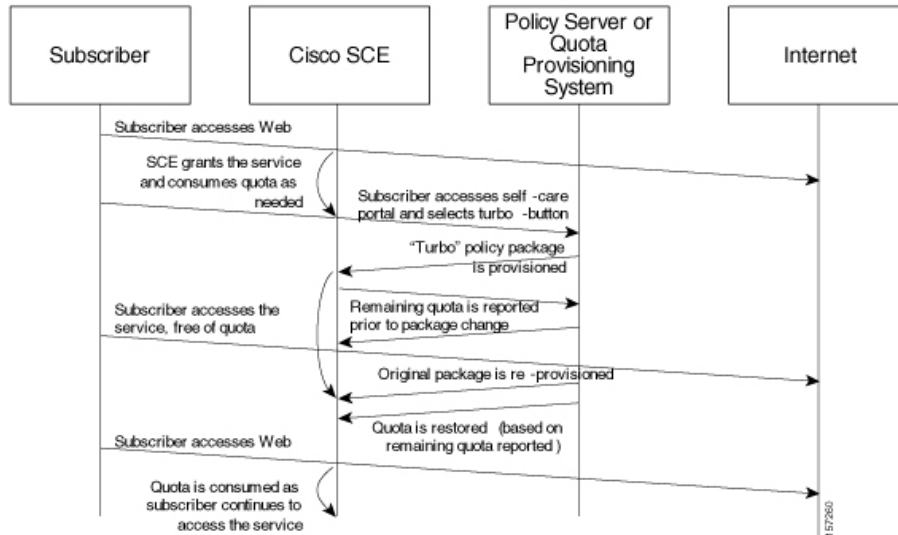 Subscriber
Cisco SCE
Policy Server or
Quota
Provisioning
System
Internet
Subscriber accesses Web
SCE grants the service
and consumes quota as
needed
Subscriber accesses self -care
portal and selects turbo -button
“Turbo” policy package
is provisioned
Subscriber accesses the
service, free of quota
Remaining quota is reported
prior to package change
Original package is re -provisioned
Quota is restored (based on
remaining quota reported )
Subscriber accesses Web
Quota is consumed as
subscriber continues to
access the service
157260